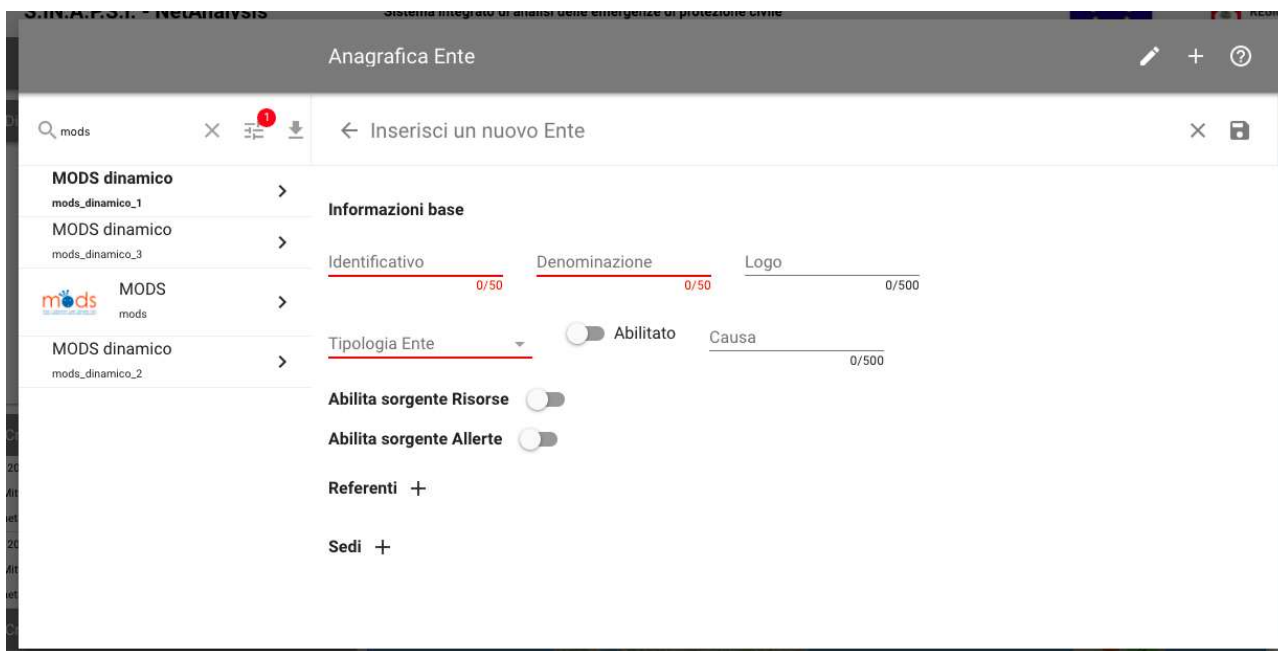 S.IN.A.P.S.I. - NetAnalysis
Sistema integrato di analisi delle emergenze di protezione civile
Anagrafica Ente
mods
1
Inserisci un nuovo Ente
MODS dinamico
mods_dinamico_1
MODS dinamico
mods_dinamico_3
mods
MODS
mods
MODS dinamico
mods_dinamico_2
Informazioni base
Identificativo
0/50
Denominazione
0/50
Logo
0/500
Tipologia Ente
Abilitato
Causa
0/500
Abilita sorgente Risorse
Abilita sorgente Allerte
Referenti
Sedi